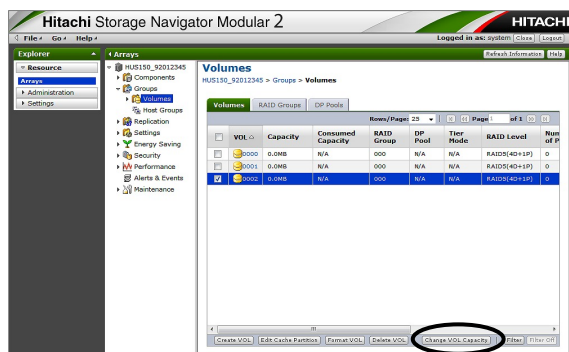 Hitachi Storage Navigator Modular 2
HITACHI
File Go Help
Logged in as: system Close Logout
Explorer
Arrays
Refresh Information Help
Resource
Arrays
Administration
Settings
HUS150_92012345
Components
Groups
Volumes
Host Groups
Replication
Settings
Energy Saving
Security
Performance
Alerts & Events
Maintenance
Volumes
HUS150_92012345 > Groups > Volumes
Volumes RAID Groups DP Pools
Rows/Page: 25 Page 1 of 1
VOL Capacity Consumed Capacity RAID Group DP Pool Tier Mode RAID Level Num of P
0000 0.0MB N/A 000 N/A N/A RAID5(4D+1P) 0
0001 0.0MB N/A 000 N/A N/A RAID5(4D+1P) 0
0002 0.0MB N/A 000 N/A N/A RAID5(4D+1P) 0
Create VOL Edit Cache Partition Format VOL Delete VOL Change VOL Capacity Filter Filter Off